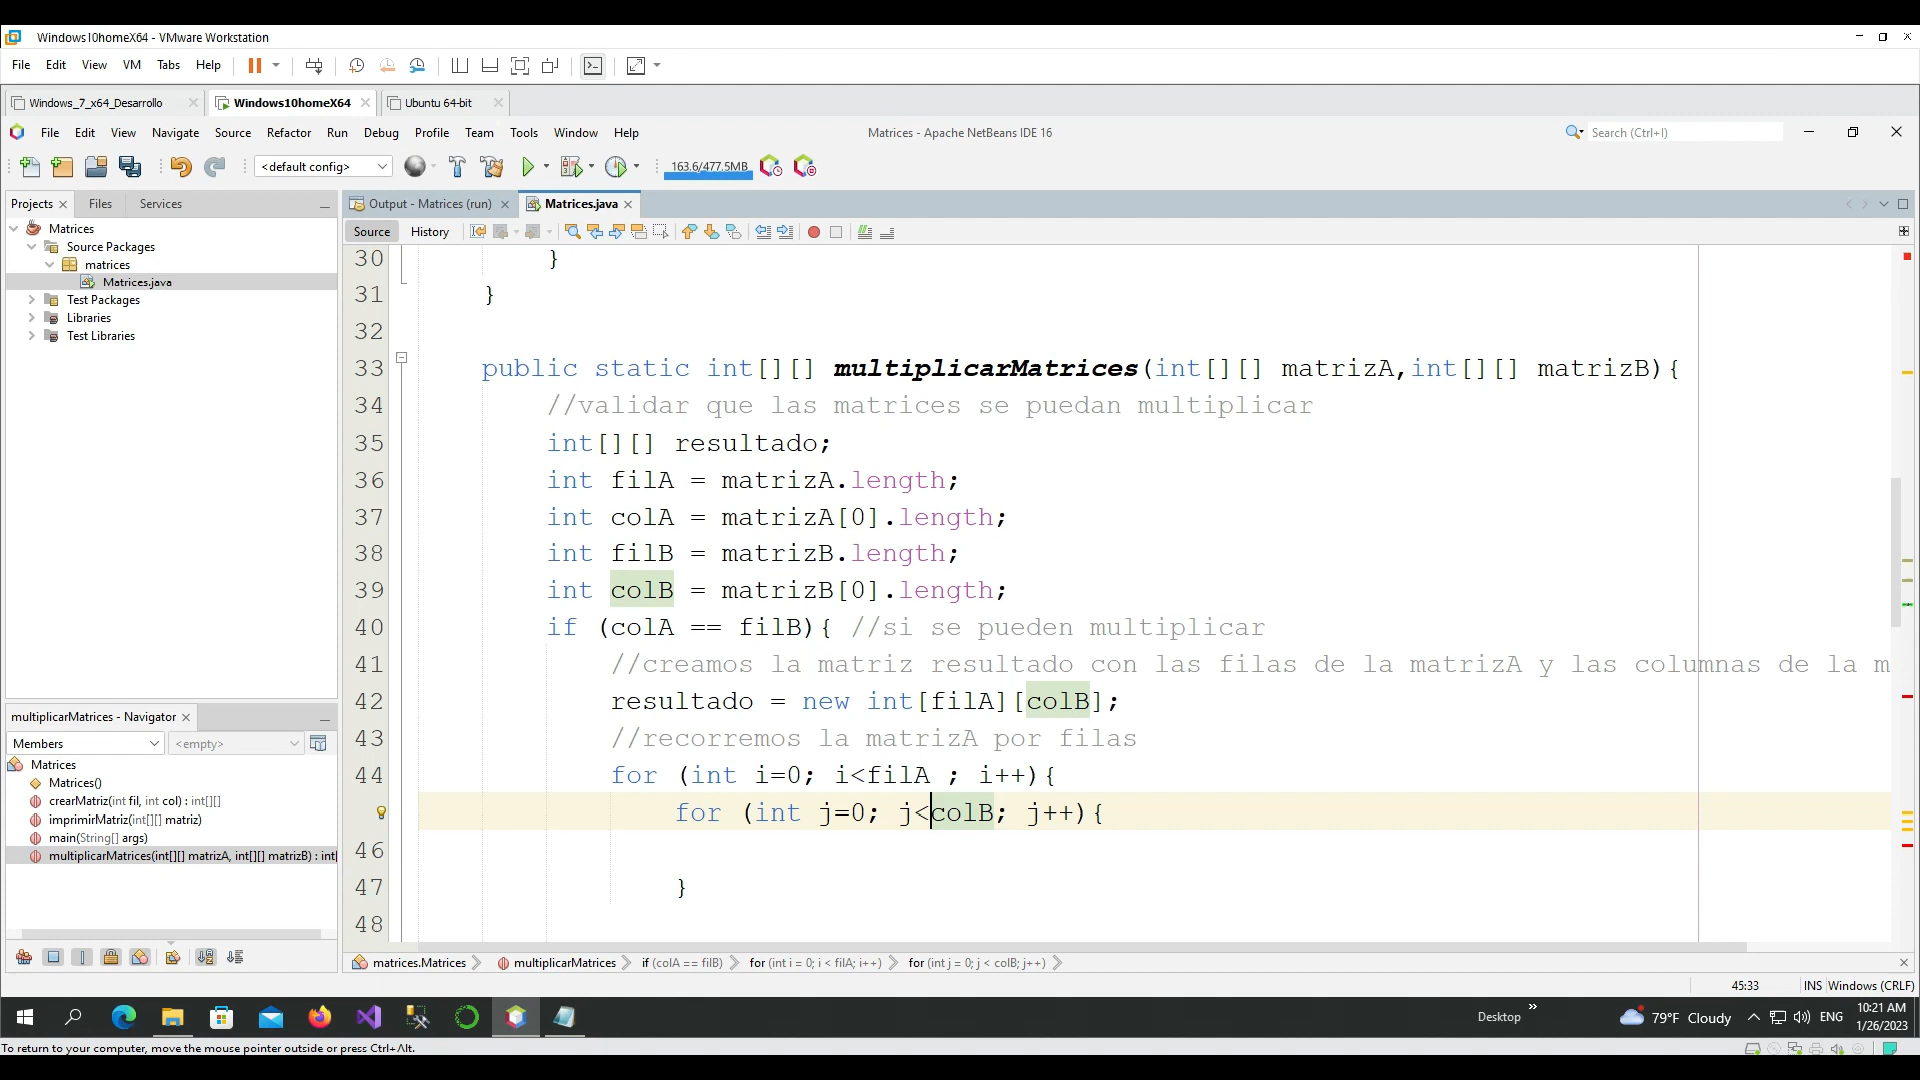 Windows10homeX64 - VMware Workstation
File Edit View VM Tabs Help
Windows_7_x64_Desarrollo Windows10homeX64 Ubuntu 64-bit
File Edit View Navigate Source Refactor Run Debug Profile Team Tools Window Help Matrices - Apache NetBeans IDE 16 Search (Ctrl+I)
<default config> 163.6/477.5MB
Projects Files Services Output - Matrices (run) Matrices.java
Source History
Matrices
Source Packages
matrices
Matrices.java
Test Packages
Libraries
Test Libraries
30 }
31 }
32
33 public static int[][] multiplicarMatrices(int[][] matrizA,int[][] matrizB){
34 //validar que las matrices se puedan multiplicar
35 int[][] resultado;
36 int filA = matrizA.length;
37 int colA = matrizA[0].length;
38 int filB = matrizB.length;
39 int colB = matrizB[0].length;
40 if (colA == filB){ //si se pueden multiplicar
41 //creamos la matriz resultado con las filas de la matrizA y las columnas de la m
42 resultado = new int[filA][colB];
43 //recorremos la matrizA por filas
44 for (int i=0; i<filA ; i++){
for (int j=0; j<colB; j++){
46
47 }
48
multiplicarMatrices - Navigator
Members <empty>
Matrices
Matrices()
crearMatriz(int fil, int col) : int[][]
imprimirMatriz(int[][] matriz)
main(String[] args)
multiplicarMatrices(int[][] matrizA, int[][] matrizB) : int[
matrices.Matrices multiplicarMatrices if (colA == filB) for (int i = 0; i < filA; i++) for (int j = 0; j < colB; j++)
45:33 INS Windows (CRLF)
Desktop 79°F Cloudy ENG 10:21 AM
1/26/2023
To return to your computer, move the mouse pointer outside or press Ctrl+Alt.